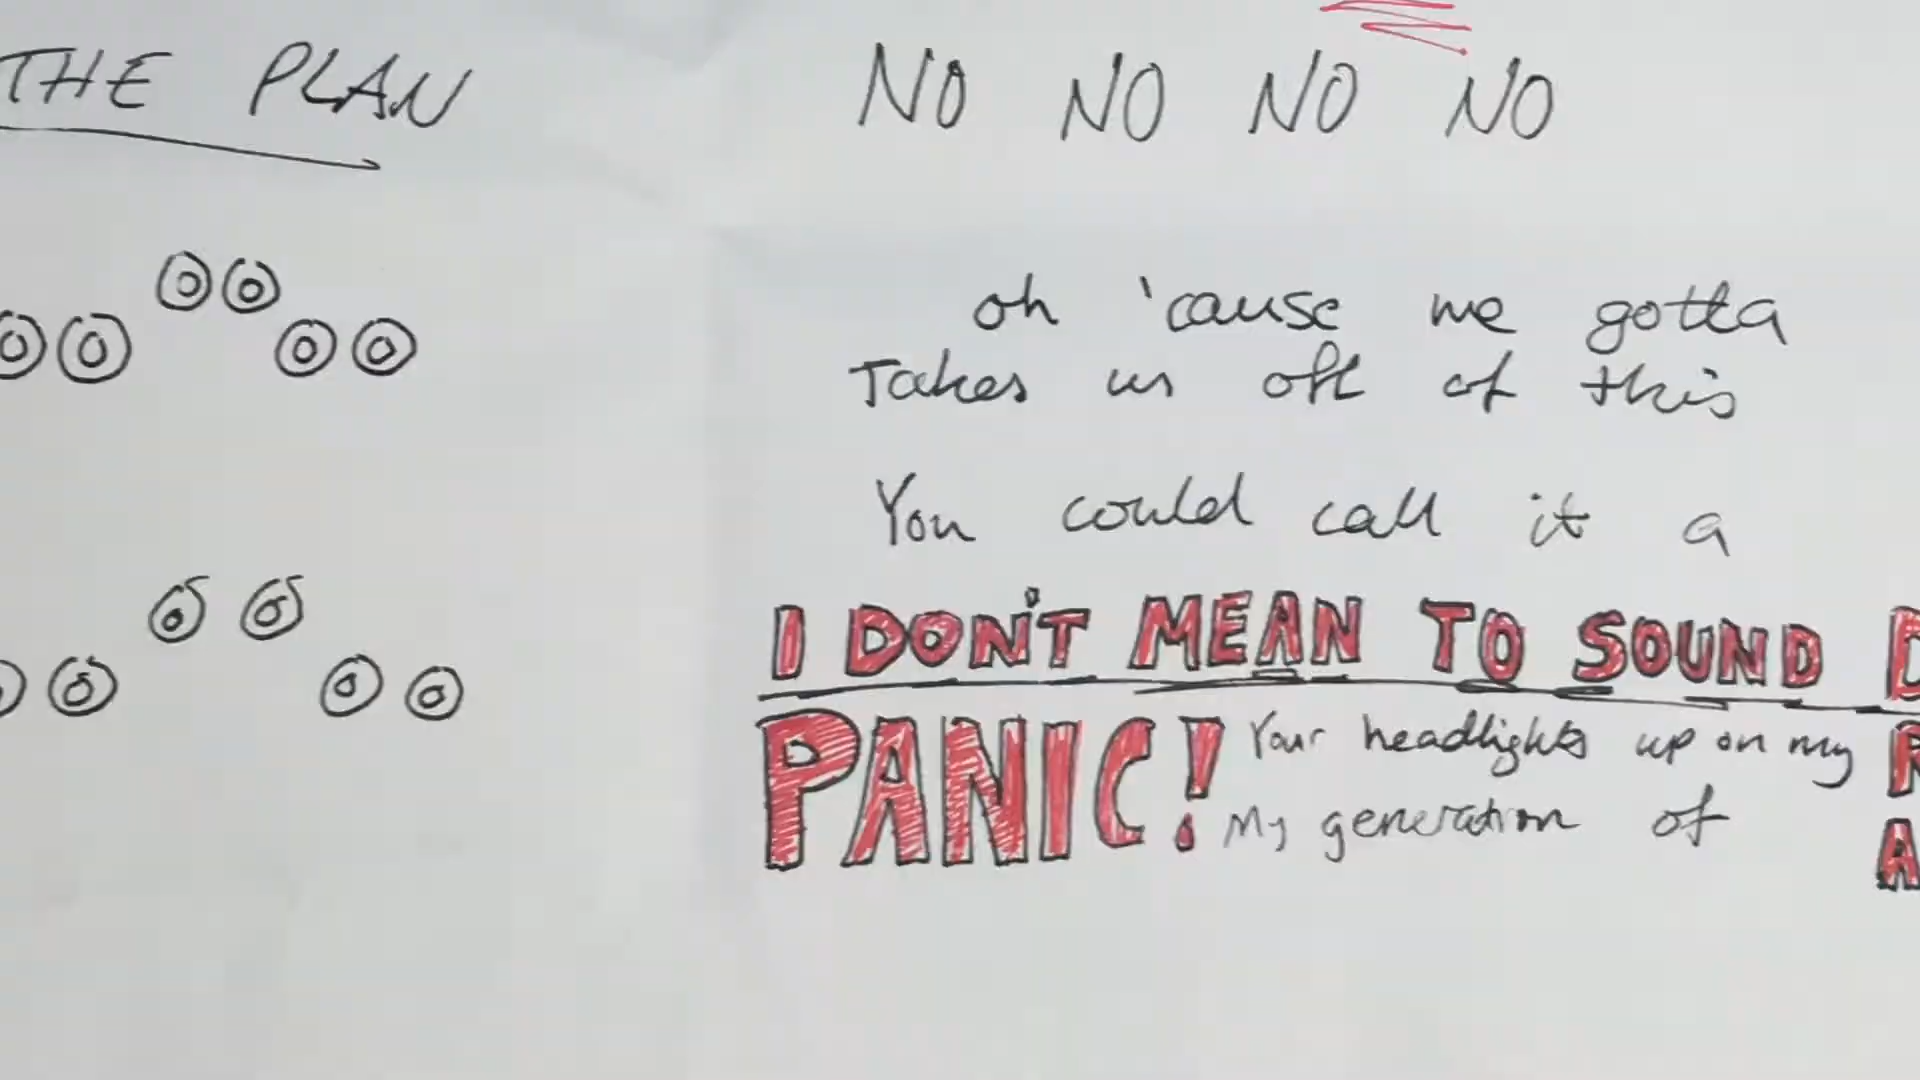 THE PLAN
NO NO NO NO
oh 'cause we gotta
Takes us off of this
You could call it a
I DON'T MEAN TO SOUND D
PANIC! Your headlights up on my R
My generation of A